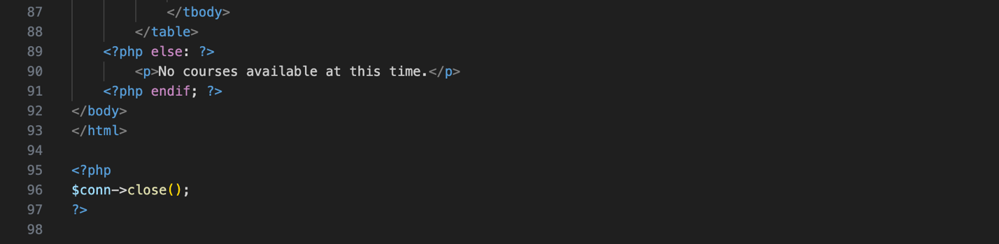 87 </tbody>
88 </table>
89 <?php else: ?>
90 <p>No courses available at this time.</p>
91 <?php endif; ?>
92 </body>
93 </html>
94
95 <?php
96 $conn->close();
97 ?>
98